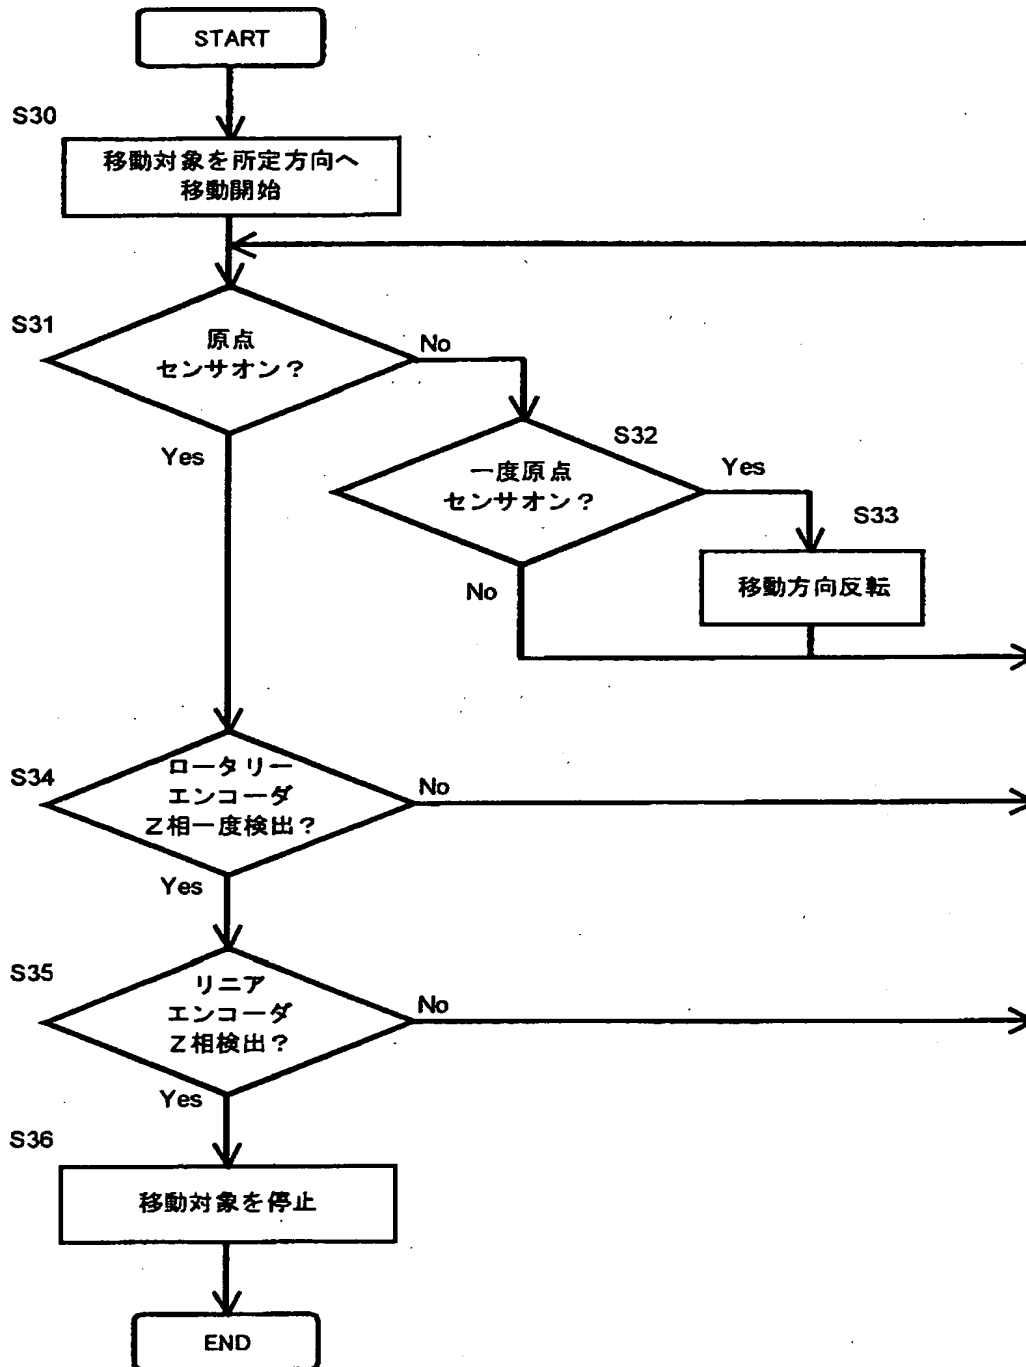 START
S30
移動対象を所定方向へ
移動開始
S31
原点
センサオン？
No
Yes
S32
一度原点
センサオン？
Yes
No
S33
移動方向反転
S34
ロータリー
エンコーダ
Z相一度検出？
No
Yes
S35
リニア
エンコーダ
Z相検出？
No
Yes
S36
移動対象を停止
END